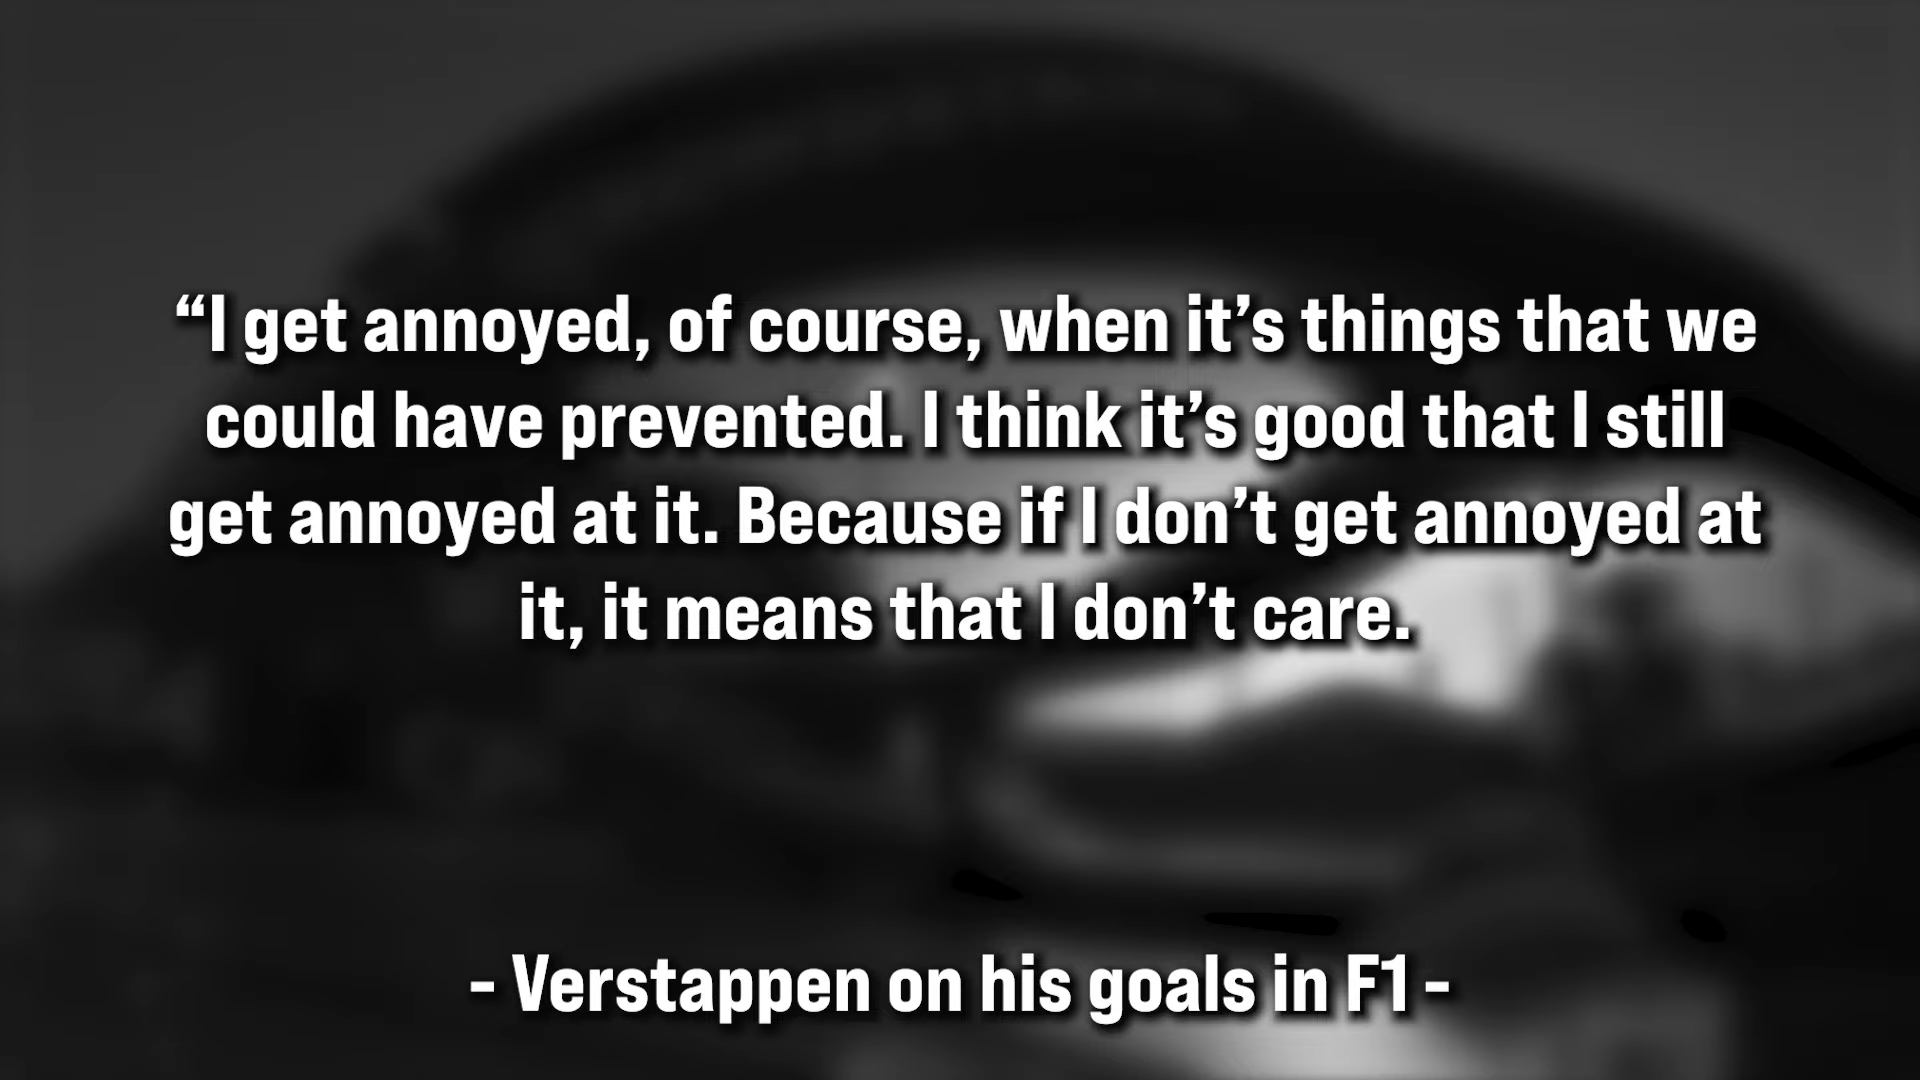 “I get annoyed, of course, when it’s things that we
could have prevented. I think it’s good that I still
get annoyed at it. Because if I don’t get annoyed at
it, it means that I don’t care.
- Verstappen on his goals in F1 -